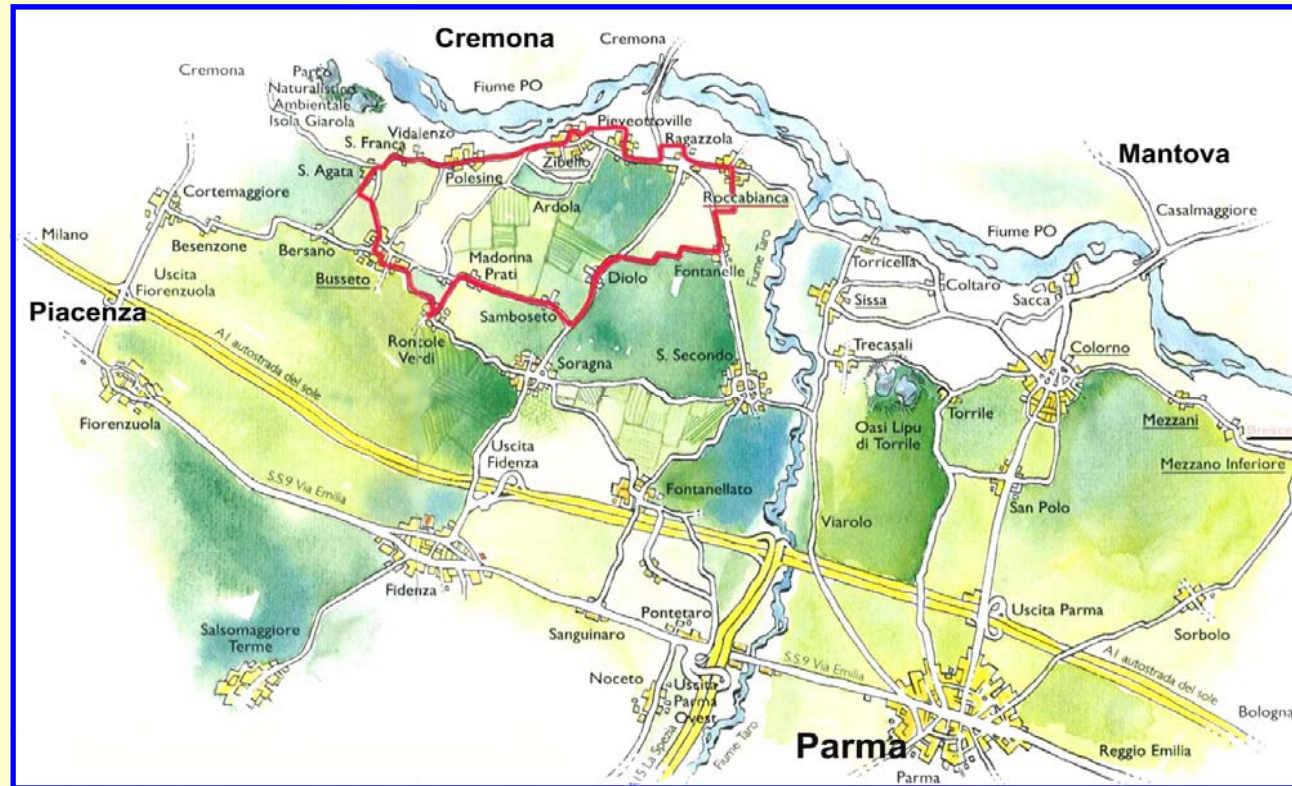 Cremona
Cremona
Cremona
Parco
Naturalistico
Ambientale
Isola Giarola
Fiume PO
Pieveottoville
Vidalenzo
S. Franca
Ragazzola
Zibello
Polesine
S. Agata
Mantova
Roccabianca
Cortemaggiore
Ardola
Casalmaggiore
Besenzone
Bersano
Milano
Fiume PO
Madonna
Prati
Busseto
Uscita
Fiorenzuola
Diolo
Fontanelle
Fiume Taro
Torricella
Coltaro
Sissa
Sacca
Piacenza
Samboseto
Roncole
Verdi
Trecasali
Colorno
Soragna
S. Secondo
A1 autostrada del sole
Fiorenzuola
Oasi Lipu
di Torrile
Torrile
Mezzani
Mezzano Inferiore
Uscita
Fidenza
S.S.9 Via Emilia
Fontanellato
San Polo
Viarolo
Fidenza
Uscita Parma
Pontetaro
Sanguinaro
Sorbolo
Salsomaggiore
Terme
S.S.9 Via Emilia
A1 autostrada del sole
Noceto
Uscita
Parma
Ovest
Bologna
Parma
Reggio Emilia
Fiume Taro
A15 La Spezia
Parma